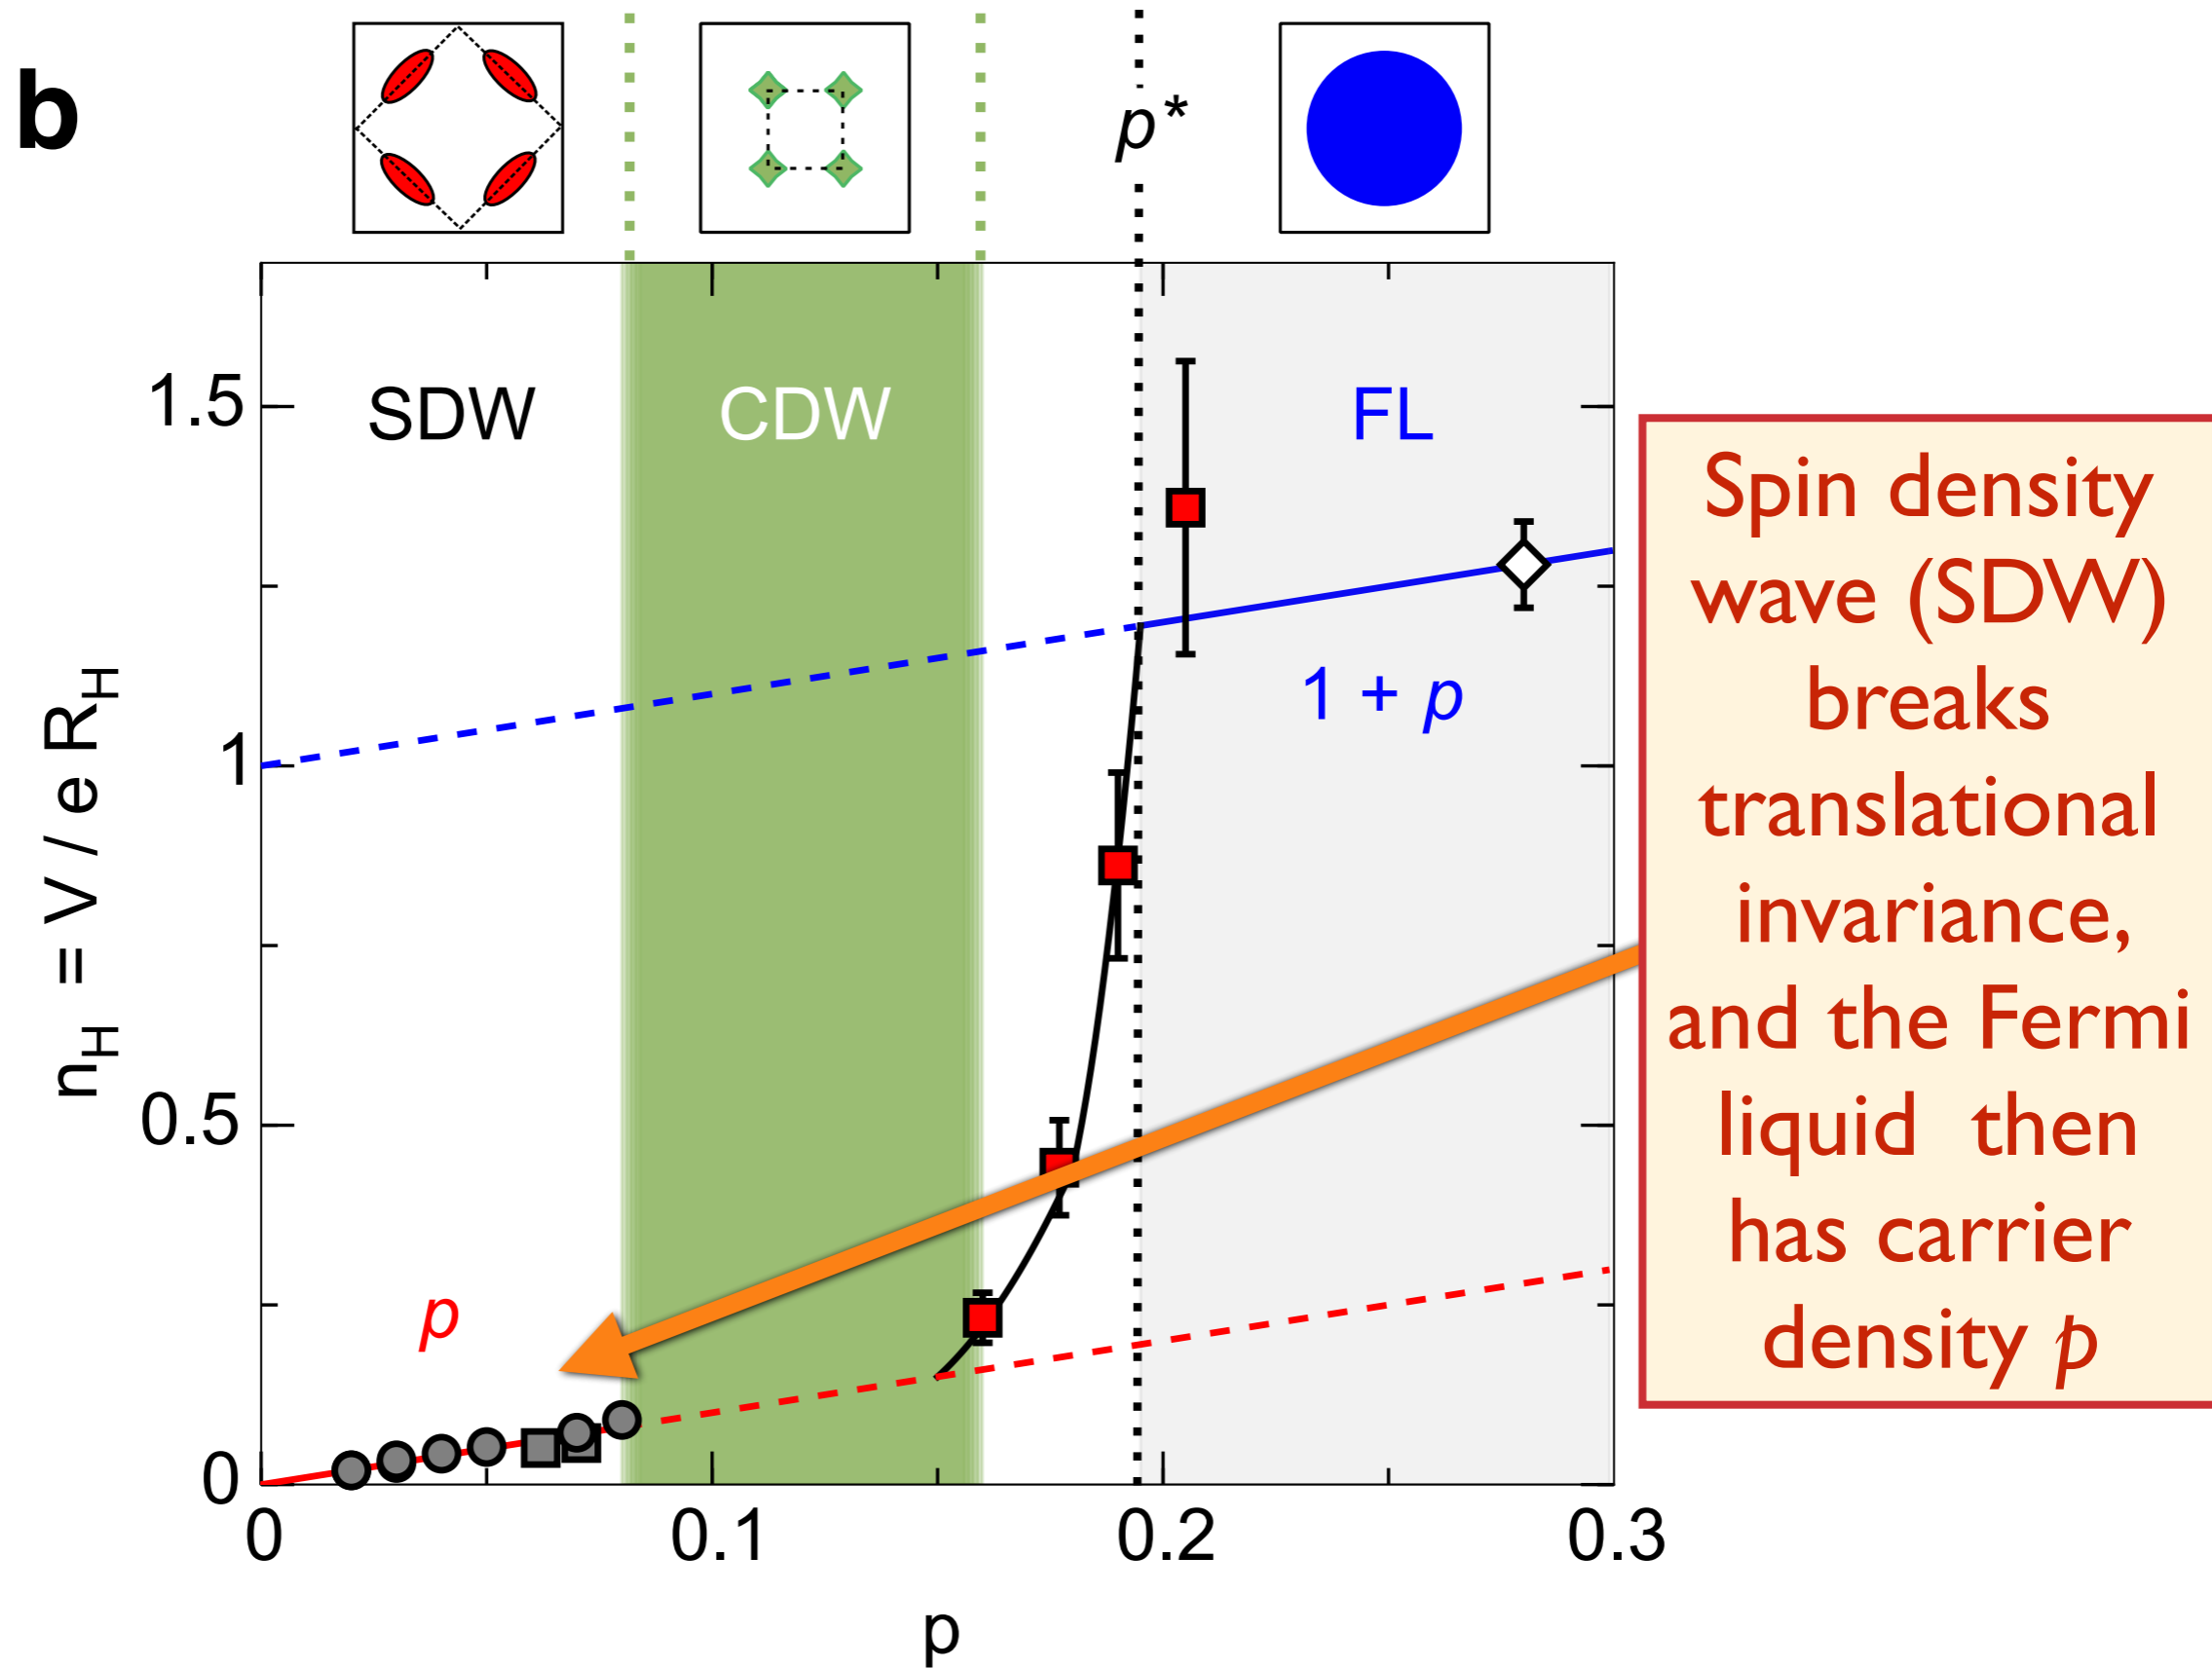 b
p*
SDW
CDW
FL
1.5
1
0.5
0
n_H = V / e R_H
1 + p
p
0
0.1
0.2
0.3
p
Spin density
wave (SDW)
breaks
translational
invariance,
and the Fermi
liquid then
has carrier
density p